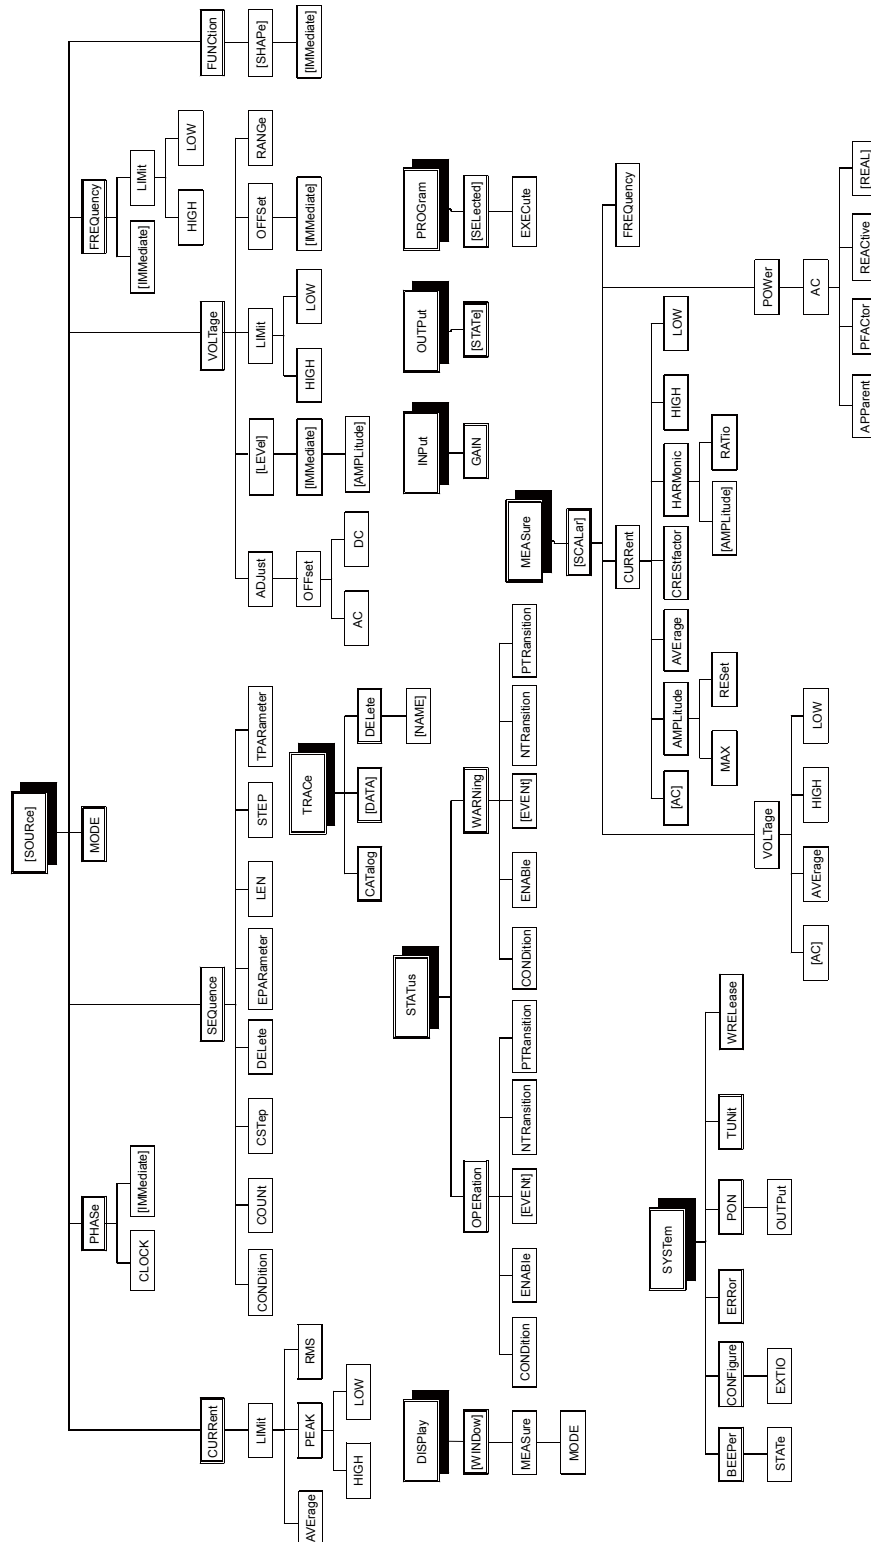 [SOURce]
CURRent
PHASe
SEQuence
MODE
VOLTage
FREQuency
FUNCtion
LIMit
AVErage
PEAK
RMS
HIGH
LOW
CLOCK
[IMMediate]
CONDition
COUNt
CSTep
DELete
EPARameter
LEN
STEP
TPARameter
ADJust
[LEVel]
LIMit
OFFSet
RANGe
OFFset
[IMMediate]
HIGH
LOW
[IMMediate]
AC
DC
[AMPLitude]
[IMMediate]
LIMit
HIGH
LOW
[SHAPe]
[IMMediate]
TRACe
CATalog
[DATA]
DELete
[NAME]
DISPlay
[WINDow]
MEASure
MODE
STATus
OPERation
WARNing
CONDition
ENABle
[EVENt]
NTRansition
PTRansition
CONDition
ENABle
[EVENt]
NTRansition
PTRansition
INPut
GAIN
OUTPut
[STATe]
PROGram
[SELected]
EXECute
MEASure
[SCALar]
VOLTage
CURRent
POWer
FREQuency
[AC]
AVErage
HIGH
LOW
[AC]
AMPLitude
AVErage
CREStfactor
HARMonic
HIGH
LOW
MAX
RESet
[AMPLitude]
RATio
AC
APParent
PFACtor
REACtive
[REAL]
SYSTem
BEEPer
CONFigure
ERRor
PON
TUNit
WRELease
STATe
EXTIO
OUTPut